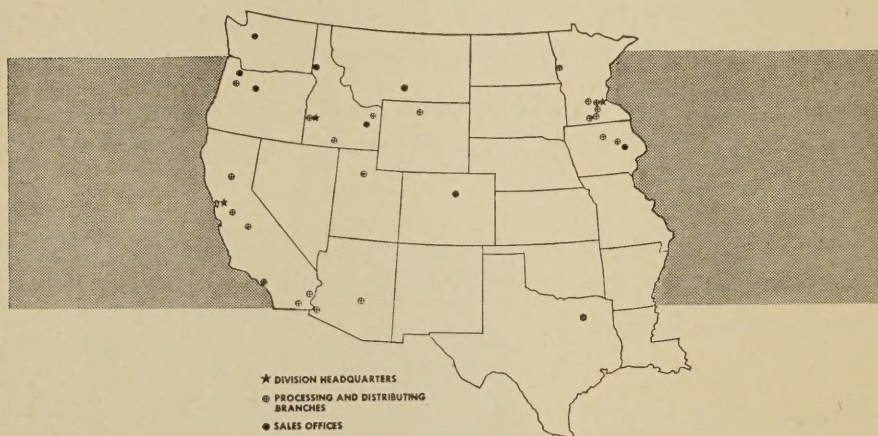 ★ DIVISION HEADQUARTERS
⊕ PROCESSING AND DISTRIBUTING
BRANCHES
● SALES OFFICES